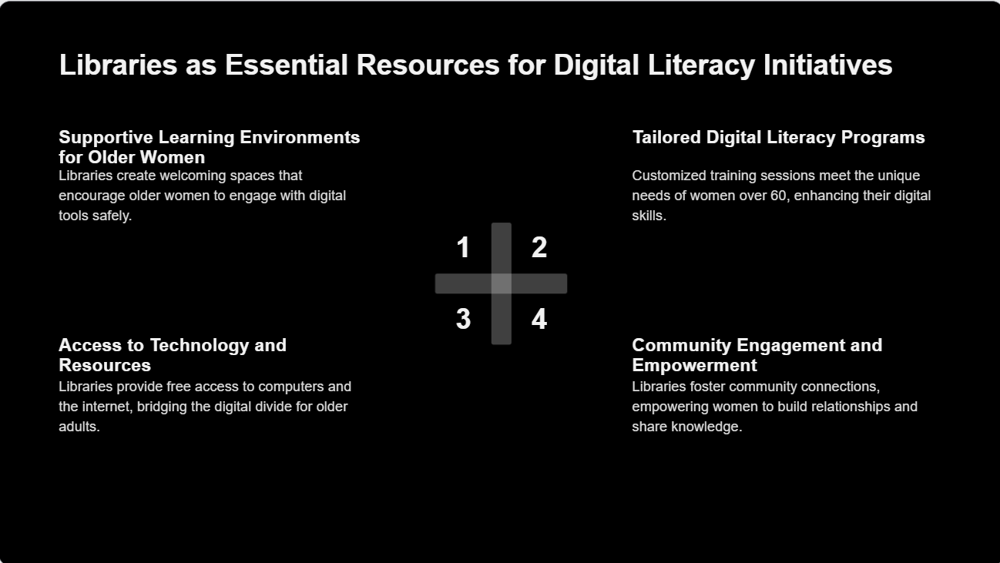 Libraries as Essential Resources for Digital Literacy Initiatives
Supportive Learning Environments
for Older Women
Libraries create welcoming spaces that
encourage older women to engage with digital
tools safely.
Tailored Digital Literacy Programs
Customized training sessions meet the unique
needs of women over 60, enhancing their digital
skills.
1
2
3
4
Access to Technology and
Resources
Libraries provide free access to computers and
the internet, bridging the digital divide for older
adults.
Community Engagement and
Empowerment
Libraries foster community connections,
empowering women to build relationships and
share knowledge.